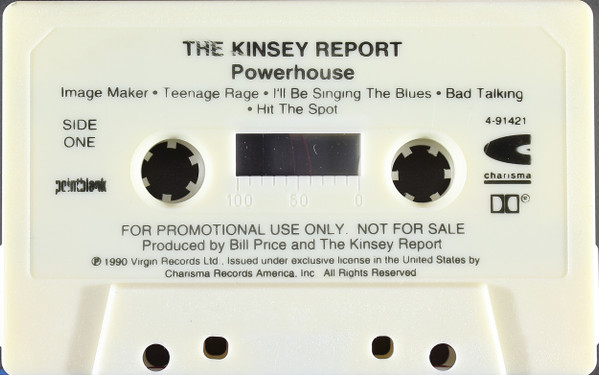 THE KINSEY REPORT
Powerhouse
Image Maker • Teenage Rage • I'll Be Singing The Blues • Bad Talking
• Hit The Spot
SIDE
ONE
4-91421
pointblank
charisma
100 50 0
FOR PROMOTIONAL USE ONLY. NOT FOR SALE
Produced by Bill Price and The Kinsey Report
℗ 1990 Virgin Records Ltd.. Issued under exclusive license in the United States by
Charisma Records America, Inc All Rights Reserved